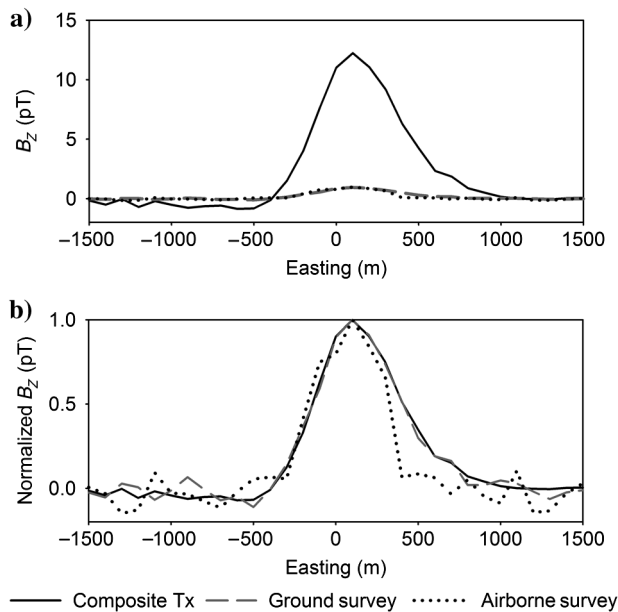 a)
15
10
5
0
B_Z (pT)
−1500 −1000 −500 0 500 1000 1500
Easting (m)
b)
1.0
0.5
0.0
Normalized B_Z (pT)
−1500 −1000 −500 0 500 1000 1500
Easting (m)
Composite Tx Ground survey Airborne survey